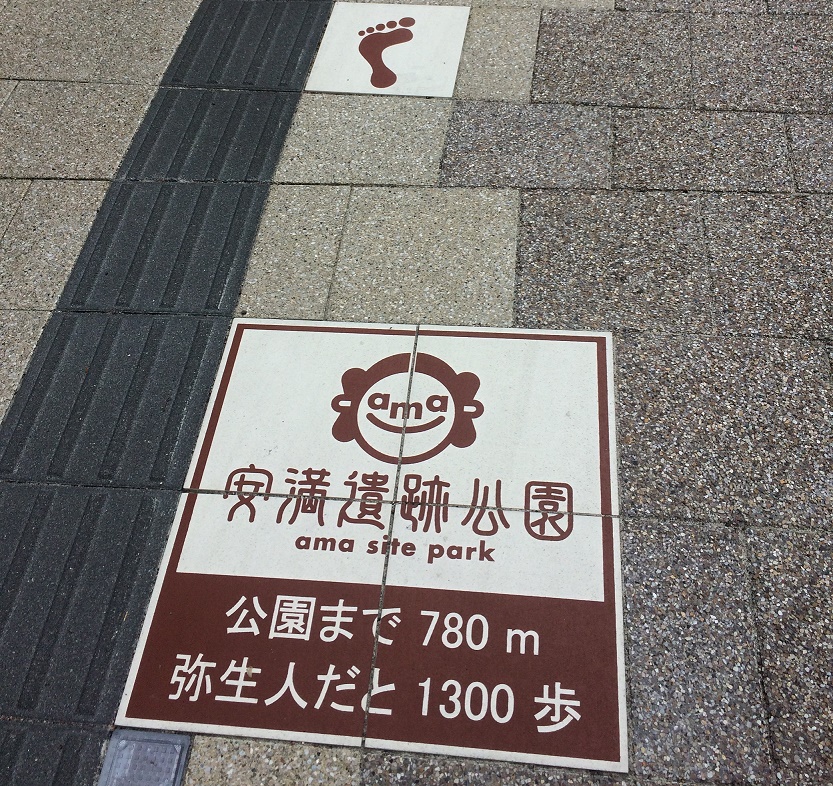 ama
安満遺跡公園
ama site park
公園まで 780 m
弥生人だと 1300 歩